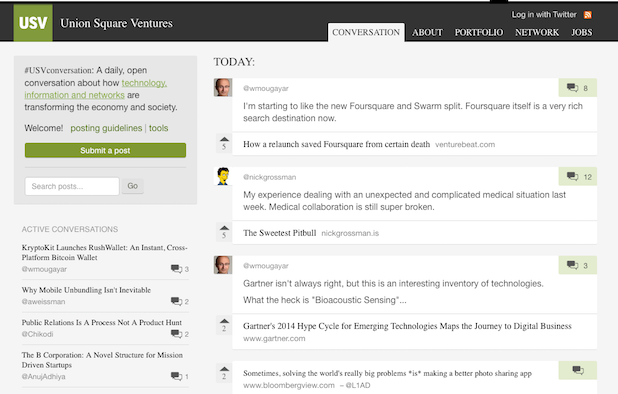 Log in with Twitter
USV Union Square Ventures
CONVERSATION ABOUT PORTFOLIO NETWORK JOBS
#USVconversation: A daily, open
conversation about how technology,
information and networks are
transforming the economy and society.
Welcome! posting guidelines | tools
Submit a post
Search posts... Go
ACTIVE CONVERSATIONS
KryptoKit Launches RushWallet: An Instant, Cross-
Platform Bitcoin Wallet
@wmougayar 3
Why Mobile Unbundling Isn't Inevitable
@aweissman 2
Public Relations Is A Process Not A Product Hunt
@Chikodi 2
The B Corporation: A Novel Structure for Mission
Driven Startups
@AnujAdhiya 1
TODAY:
@wmougayar 8
I'm starting to like the new Foursquare and Swarm split. Foursquare itself is a very rich
search destination now.
5 How a relaunch saved Foursquare from certain death venturebeat.com
@nickgrossman 12
My experience dealing with an unexpected and complicated medical situation last
week. Medical collaboration is still super broken.
5 The Sweetest Pitbull nickgrossman.is
@wmougayar 3
Gartner isn't always right, but this is an interesting inventory of technologies.
What the heck is "Bioacoustic Sensing"...
2 Gartner's 2014 Hype Cycle for Emerging Technologies Maps the Journey to Digital Business
www.gartner.com
2 Sometimes, solving the world's really big problems *is* making a better photo sharing app
www.bloombergview.com – @L1AD